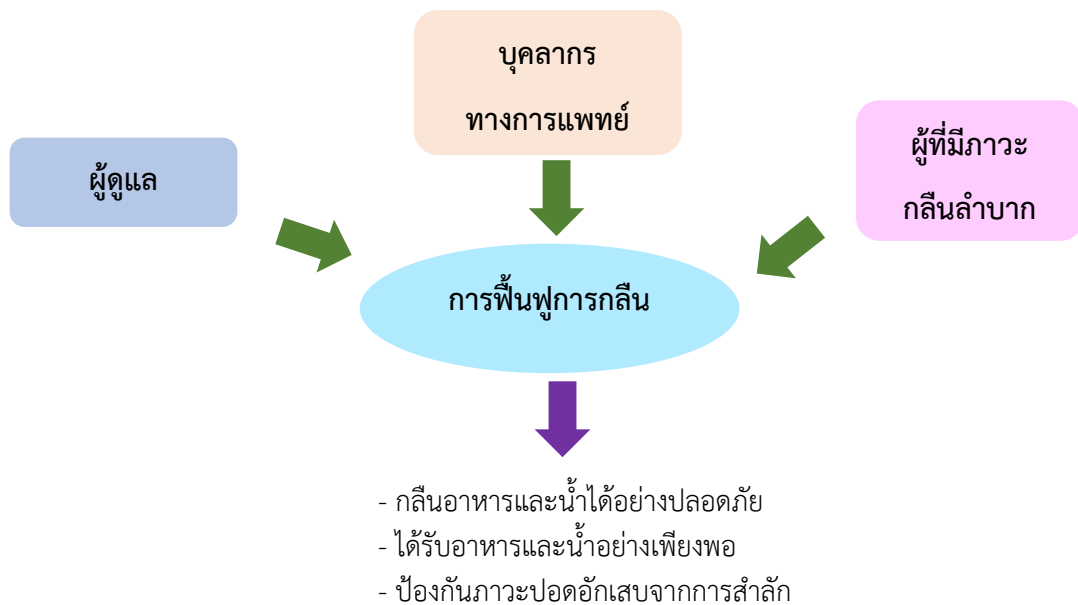 บุคลากร
ทางการแพทย์
ผู้ดูแล
ผู้ที่มีภาวะ
กลืนลำบาก
การฟื้นฟูการกลืน
- กลืนอาหารและน้ำได้อย่างปลอดภัย
- ได้รับอาหารและน้ำอย่างเพียงพอ
- ป้องกันภาวะปอดอักเสบจากการสำลัก